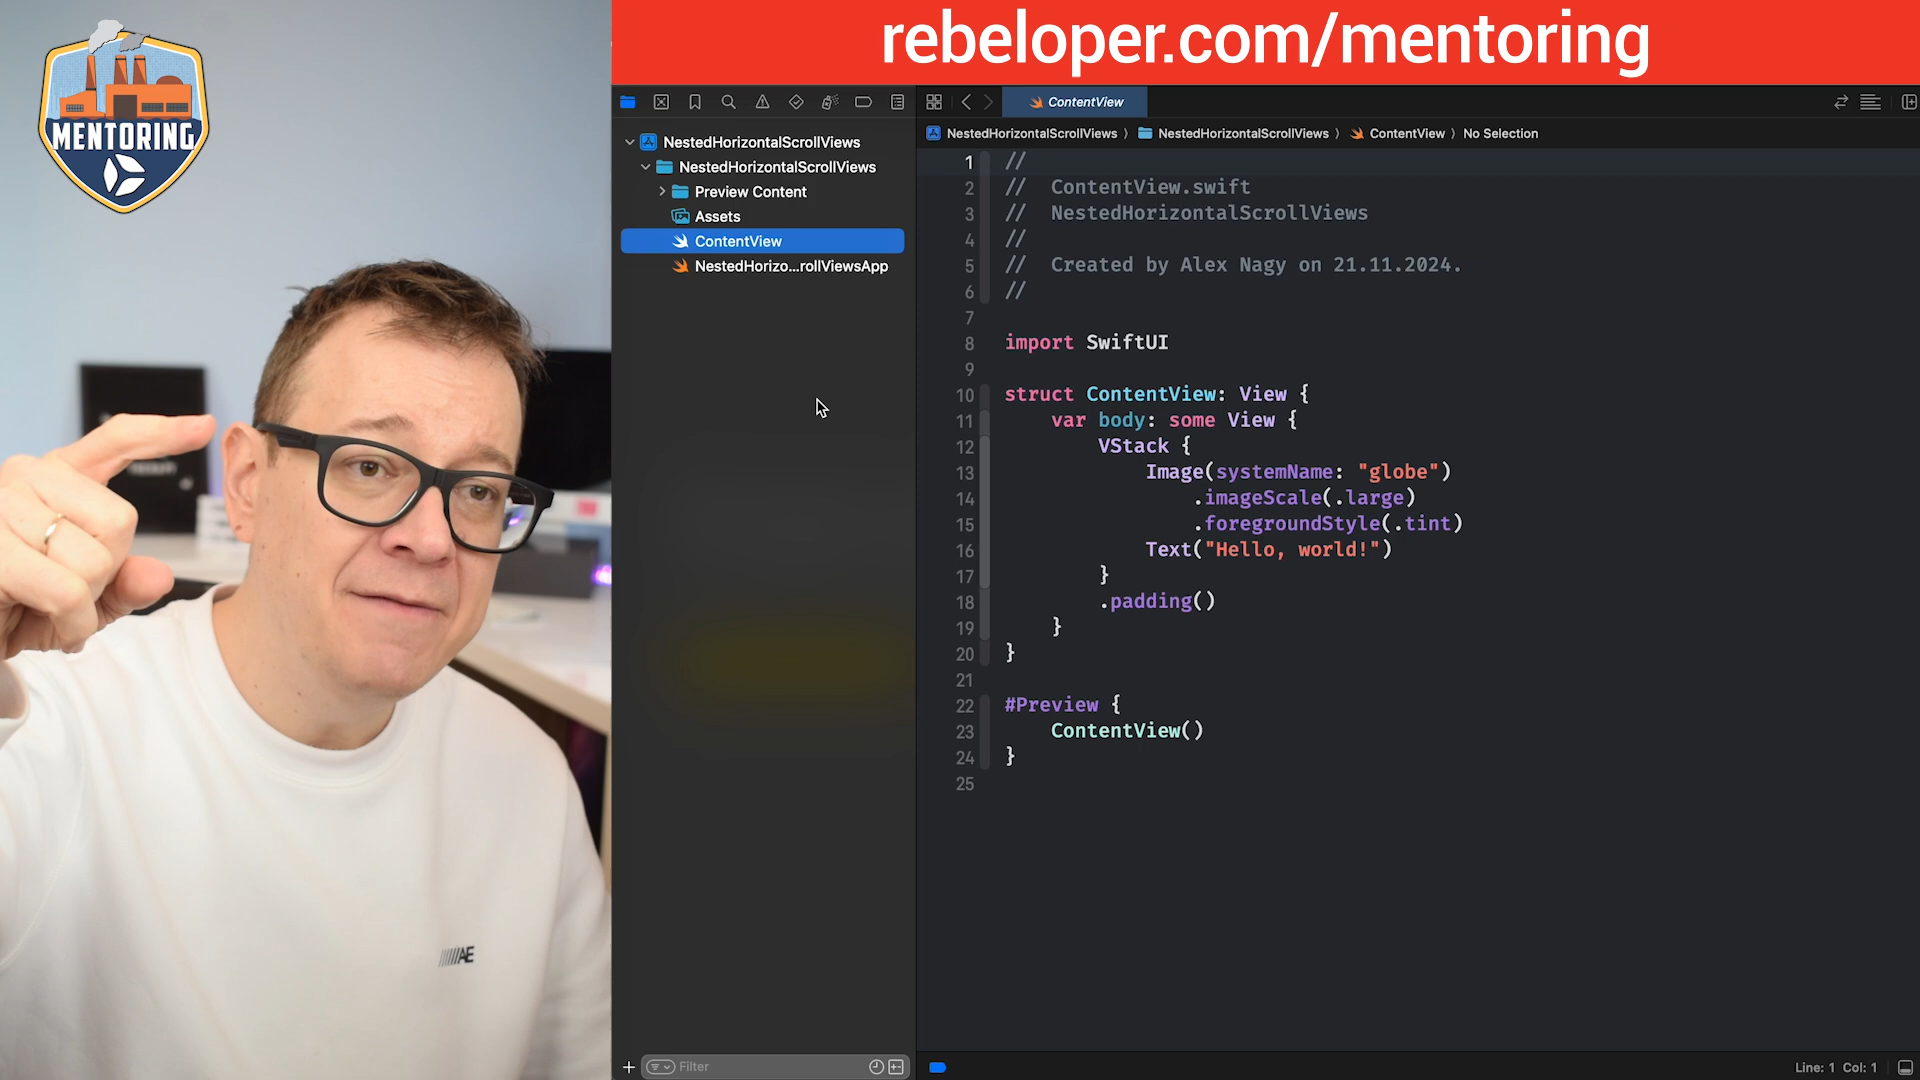 rebeloper.com/mentoring
MENTORING
ContentView
NestedHorizontalScrollViews
NestedHorizontalScrollViews
Preview Content
Assets
ContentView
NestedHorizo...rollViewsApp
NestedHorizontalScrollViews 〉 NestedHorizontalScrollViews 〉 ContentView 〉 No Selection
1 //
2 //  ContentView.swift
3 //  NestedHorizontalScrollViews
4 //
5 //  Created by Alex Nagy on 21.11.2024.
6 //
7
8 import SwiftUI
9
10 struct ContentView: View {
11     var body: some View {
12         VStack {
13             Image(systemName: "globe")
14                 .imageScale(.large)
15                 .foregroundStyle(.tint)
16             Text("Hello, world!")
17         }
18         .padding()
19     }
20 }
21
22 #Preview {
23     ContentView()
24 }
25
Filter
Line: 1 Col: 1
AE